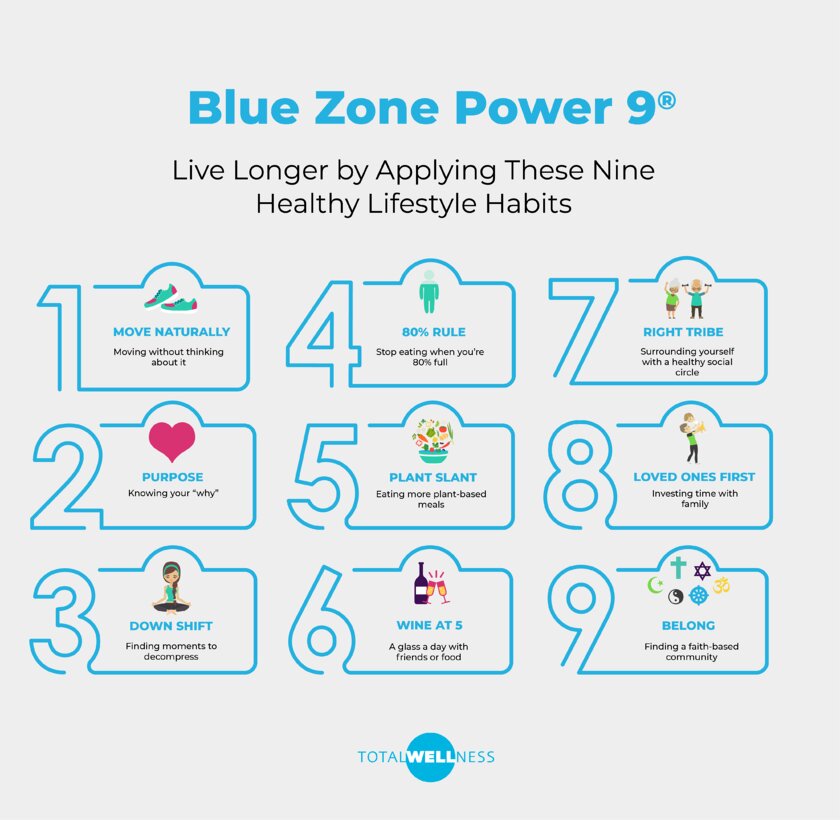 Blue Zone Power 9®
Live Longer by Applying These Nine
Healthy Lifestyle Habits
1
MOVE NATURALLY
Moving without thinking
about it
2
PURPOSE
Knowing your “why”
3
DOWN SHIFT
Finding moments to
decompress
4
80% RULE
Stop eating when you’re
80% full
5
PLANT SLANT
Eating more plant-based
meals
6
WINE AT 5
A glass a day with
friends or food
7
RIGHT TRIBE
Surrounding yourself
with a healthy social
circle
8
LOVED ONES FIRST
Investing time with
family
9
BELONG
Finding a faith-based
community
TOTALWELLNESS